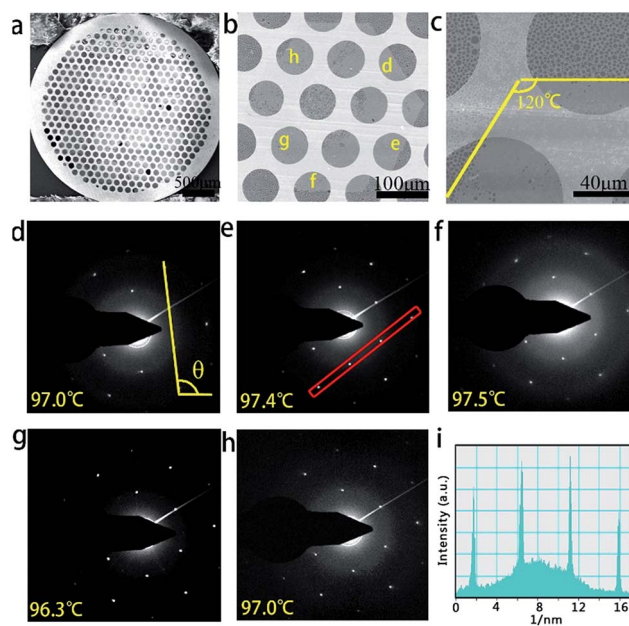 a
500μm
b
h
d
g
e
f
100μm
c
120℃
40μm
d
θ
97.0℃
e
97.4℃
f
97.5℃
g
96.3℃
h
97.0℃
i
Intensity (a.u.)
0 4 8 12 16
1/nm